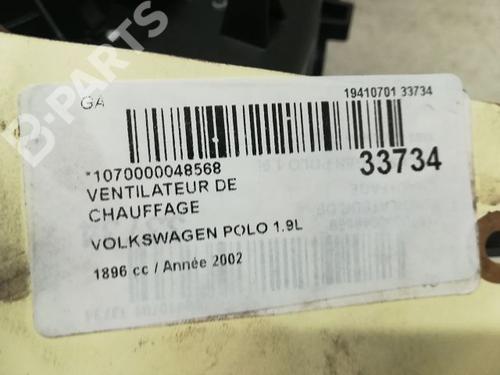 GA
19410701 33734
*1070000048568
33734
VENTILATEUR DE
CHAUFFAGE
VOLKSWAGEN POLO 1.9L
1896 cc / Année 2002
B-PARTS